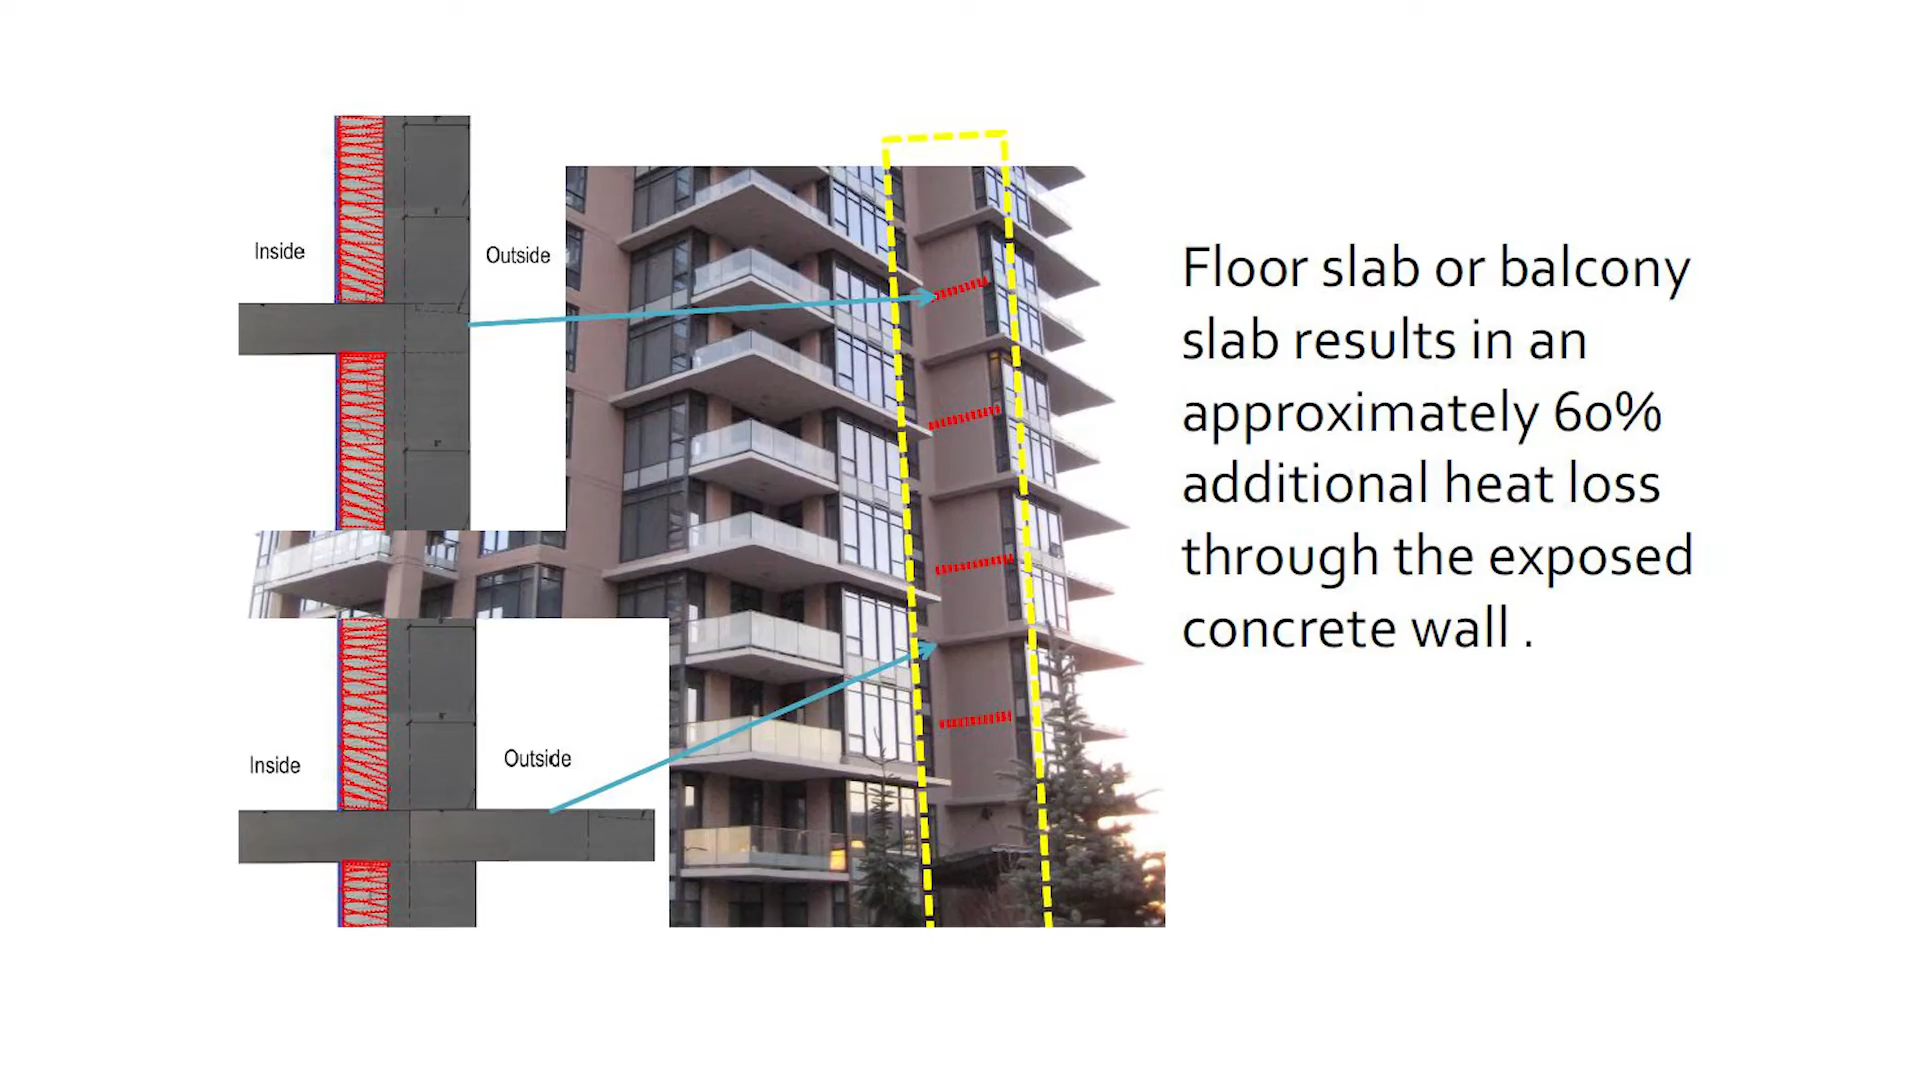 Inside
Outside
Inside
Outside
Floor slab or balcony
slab results in an
approximately 60%
additional heat loss
through the exposed
concrete wall .